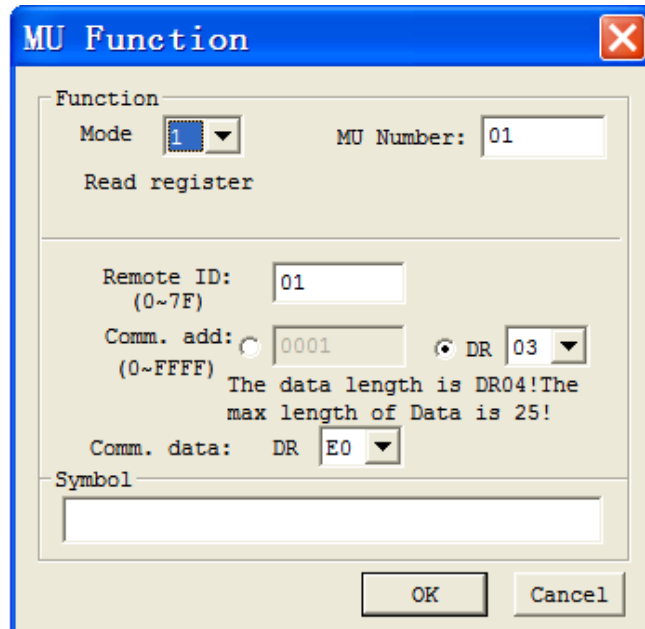 MU Function
Function
Mode 1 MU Number: 01
Read register
Remote ID: 01
(0~7F)
Comm. add: 0001 DR 03
(0~FFFF)
The data length is DR04!The
max length of Data is 25!
Comm. data: DR E0
Symbol
OK Cancel